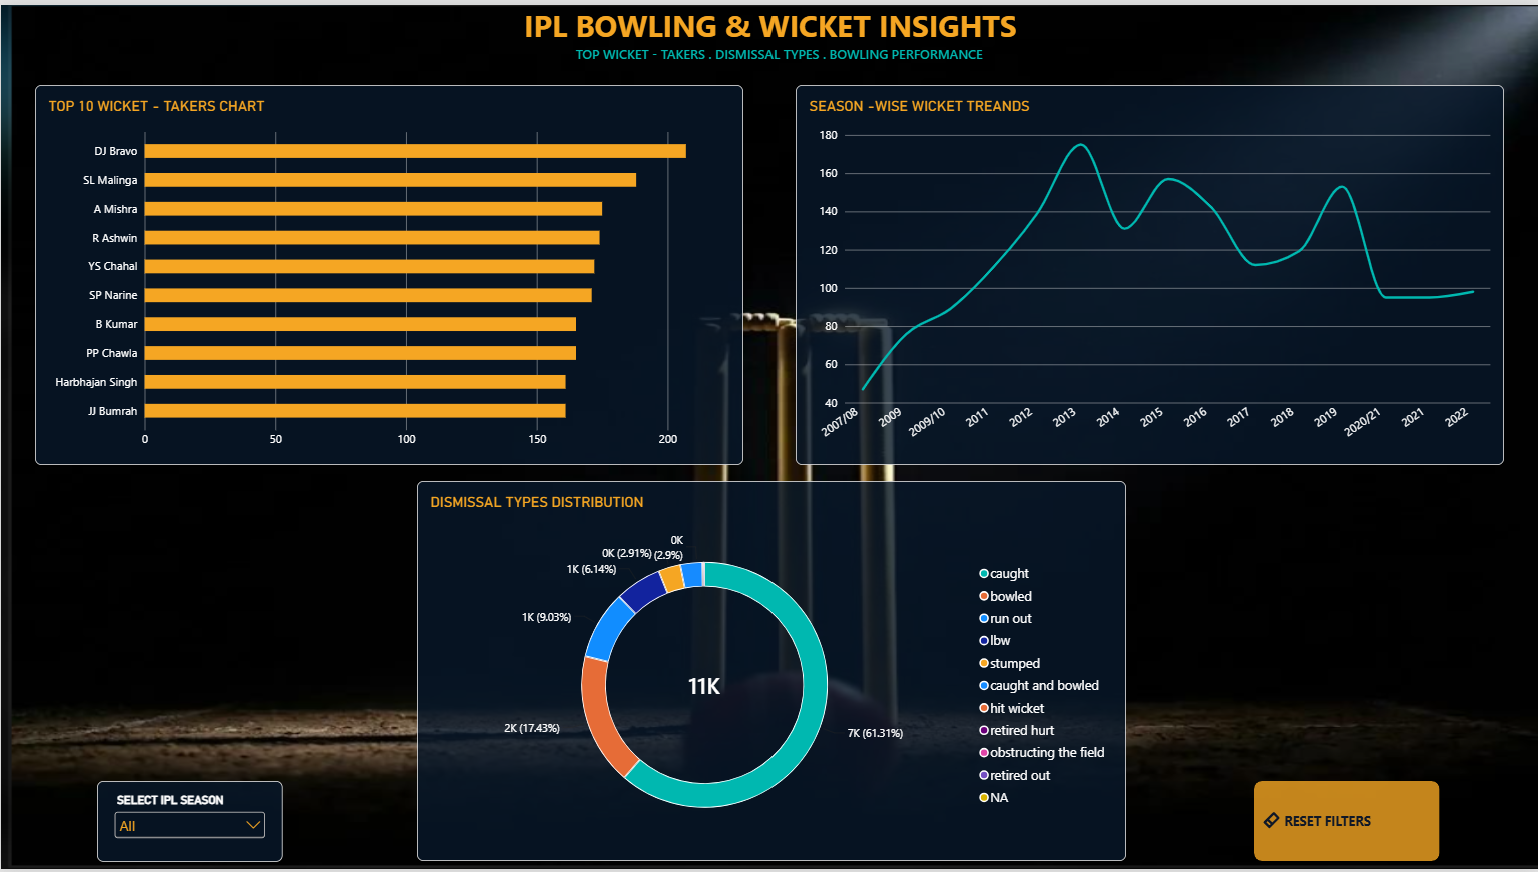 IPL BOWLING & WICKET INSIGHTS
TOP WICKET - TAKERS . DISMISSAL TYPES . BOWLING PERFORMANCE
TOP 10 WICKET - TAKERS CHART
DJ Bravo
SL Malinga
A Mishra
R Ashwin
YS Chahal
SP Narine
B Kumar
PP Chawla
Harbhajan Singh
JJ Bumrah
0 50 100 150 200
SEASON -WISE WICKET TREANDS
180
160
140
120
100
80
60
40
2007/08 2009 2009/10 2011 2012 2013 2014 2015 2016 2017 2018 2019 2020/21 2021 2022
DISMISSAL TYPES DISTRIBUTION
0K
0K (2.91%) (2.9%)
1K (6.14%)
1K (9.03%)
2K (17.43%)
7K (61.31%)
11K
caught
bowled
run out
lbw
stumped
caught and bowled
hit wicket
retired hurt
obstructing the field
retired out
NA
SELECT IPL SEASON
All
RESET FILTERS